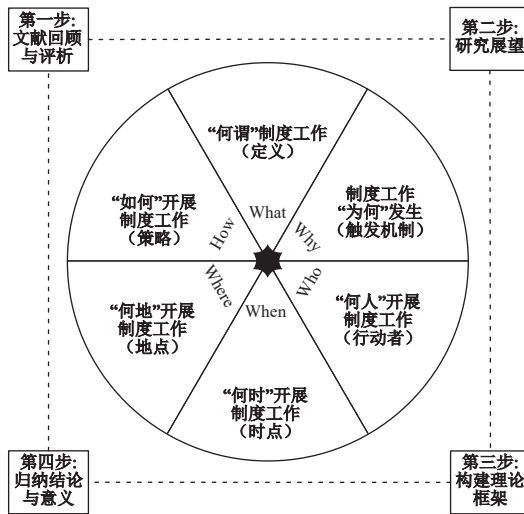 第一步:
文献回顾
与评析
第二步:
研究展望
“何谓”制度工作
（定义）
What
制度工作
“为何”发生
（触发机制）
Why
“何人”开展
制度工作
（行动者）
Who
“何时”开展
制度工作
（时点）
When
“何地”开展
制度工作
（地点）
Where
“如何”开展
制度工作
（策略）
How
第三步:
构建理论
框架
第四步:
归纳结论
与意义